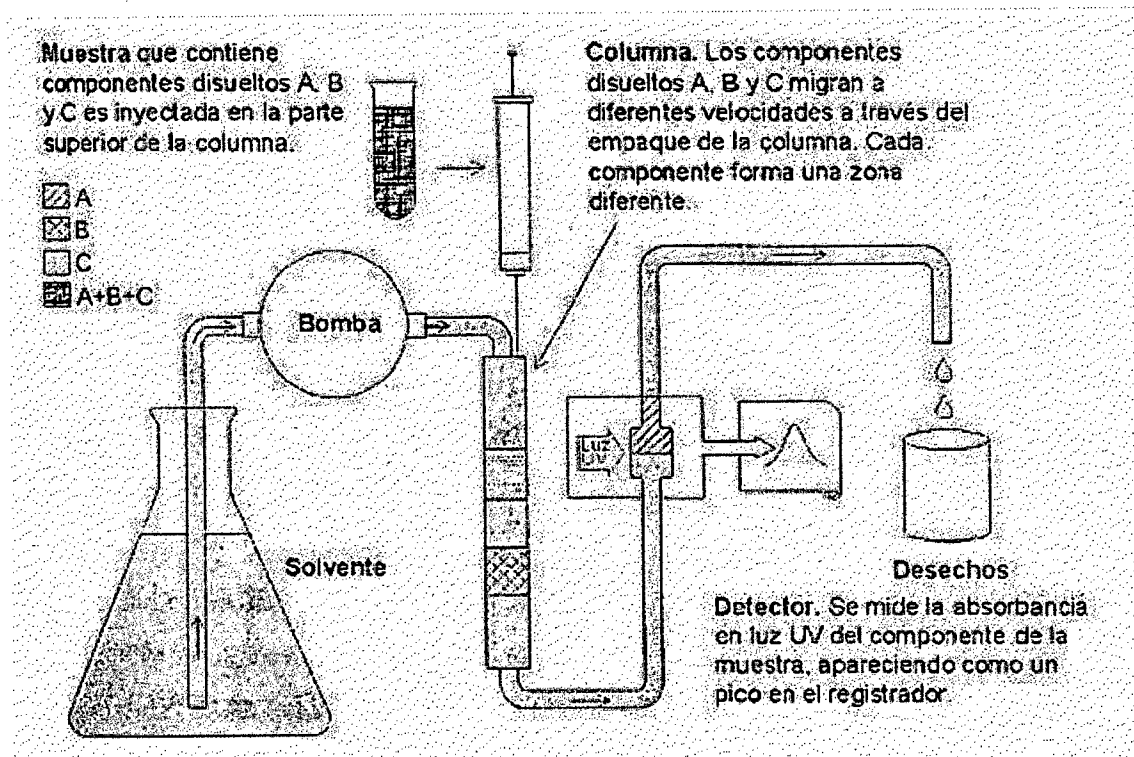 Muestra que contiene
componentes disueltos A, B
y C es inyectada en la parte
superior de la columna.
A
B
C
A+B+C
Columna. Los componentes
disueltos A, B y C migran a
diferentes velocidades a través del
empaque de la columna. Cada
componente forma una zona
diferente.
Bomba
Luz
UV
Solvente
Desechos
Detector. Se mide la absorbancia
en luz UV del componente de la
muestra, apareciendo como un
pico en el registrador.